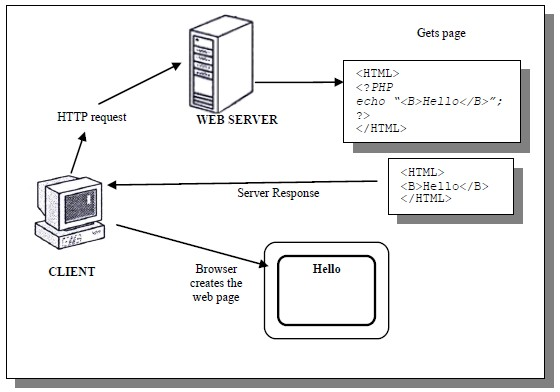 Gets page
<HTML>
<?PHP
echo “<B>Hello</B>”;
?>
</HTML>
HTTP request
WEB SERVER
<HTML>
<B>Hello</B>
</HTML>
Server Response
CLIENT
Browser
creates the
web page
Hello